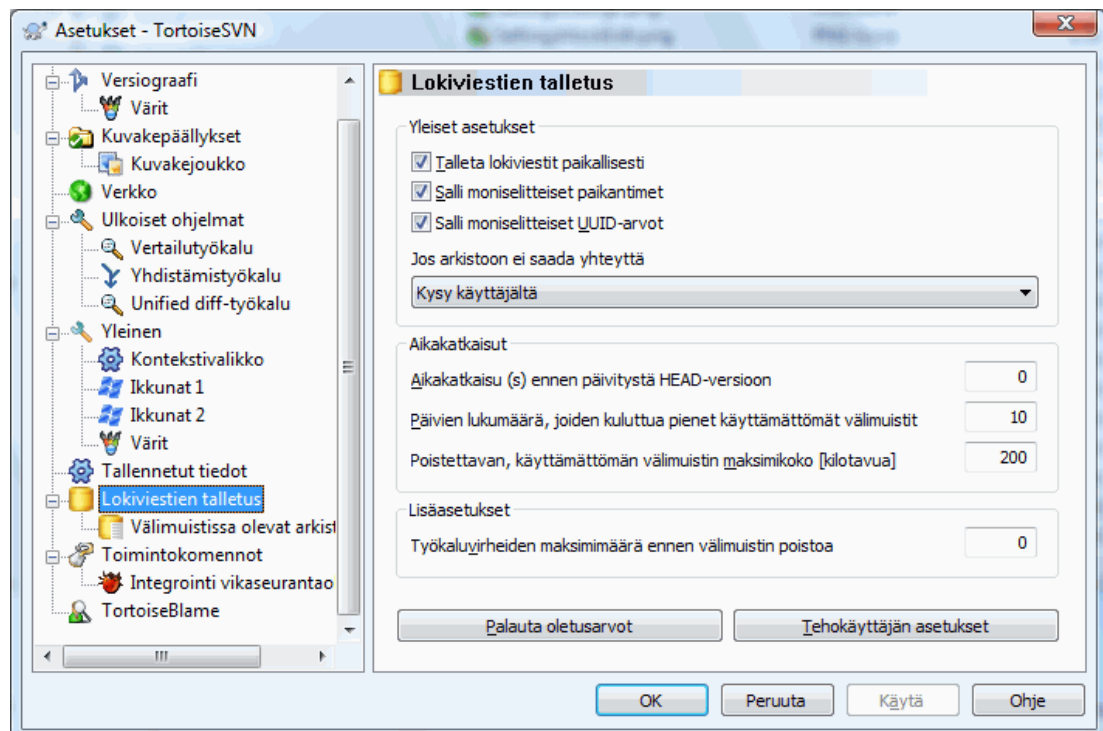 Asetukset - TortoiseSVN
Versiograafi
Värit
Kuvakepäällykset
Kuvakejoukko
Verkko
Ulkoiset ohjelmat
Vertailutyökalu
Yhdistämistyökalu
Unified diff-työkalu
Yleinen
Kontekstivalikko
Ikkunat 1
Ikkunat 2
Värit
Tallennetut tiedot
Lokiviestien talletus
Välimuistissa olevat arkist
Toimintokomennot
Integrointi vikaseurantao
TortoiseBlame
Lokiviestien talletus
Yleiset asetukset
Talleta lokiviestit paikallisesti
Salli moniselitteiset paikantimet
Salli moniselitteiset UUID-arvot
Jos arkistoon ei saada yhteyttä
Kysy käyttäjältä
Aikakatkaisut
Aikakatkaisu (s) ennen päivitystä HEAD-versioon 0
Päivien lukumäärä, joiden kuluttua pienet käyttämättömät välimuistit 10
Poistettavan, käyttämättömän välimuistin maksimikoko [kilotavua] 200
Lisäasetukset
Työkaluvirheiden maksimimäärä ennen välimuistin poistoa 0
Palauta oletusarvot Tehokäyttäjän asetukset
OK Peruuta Käytä Ohje